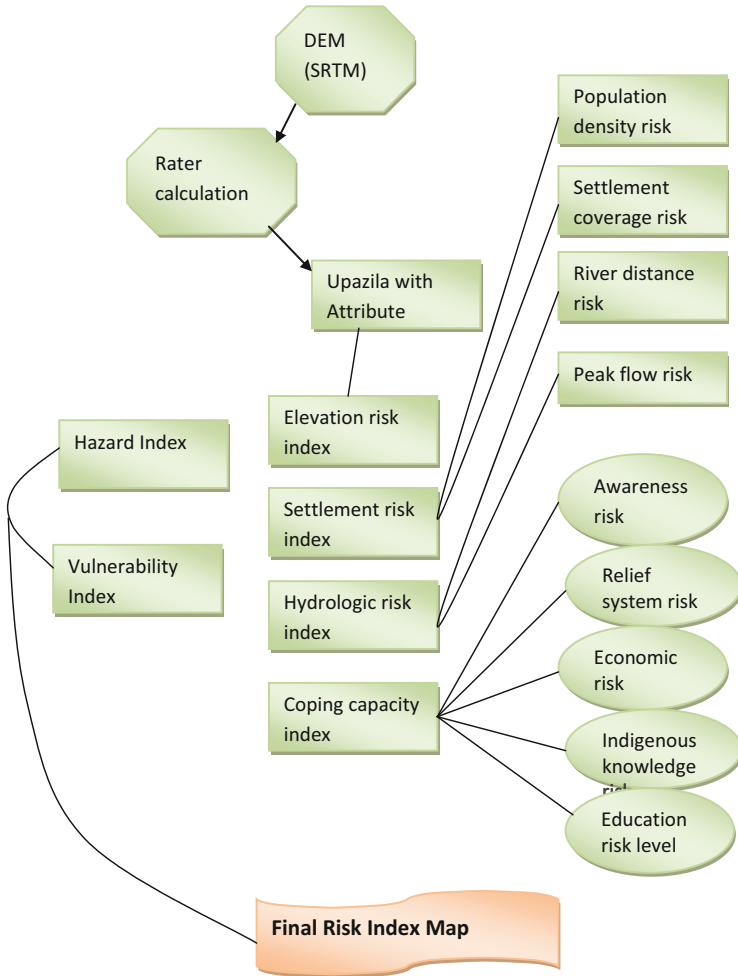 DEM
(SRTM)
Rater
calculation
Upazila with
Attribute
Elevation risk
index
Settlement risk
index
Hydrologic risk
index
Coping capacity
index
Hazard Index
Vulnerability
Index
Population
density risk
Settlement
coverage risk
River distance
risk
Peak flow risk
Awareness
risk
Relief
system risk
Economic
risk
Indigenous
knowledge
risk
Education
risk level
Final Risk Index Map